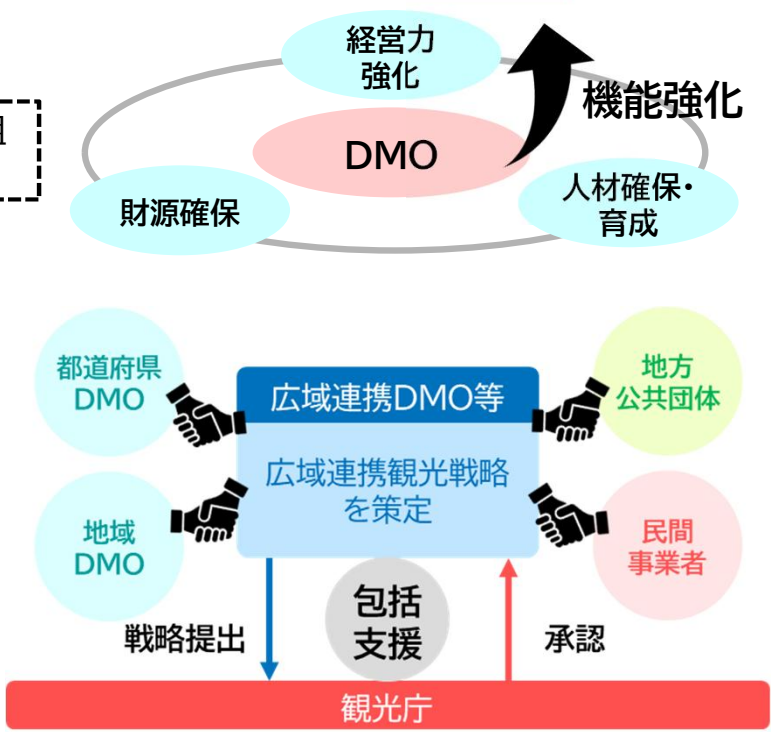 経営力
強化
機能強化
DMO
財源確保
人材確保・
育成
都道府県
DMO
地方
公共団体
広域連携DMO等
広域連携観光戦略
を策定
地域
DMO
民間
事業者
戦略提出
包括
支援
承認
観光庁